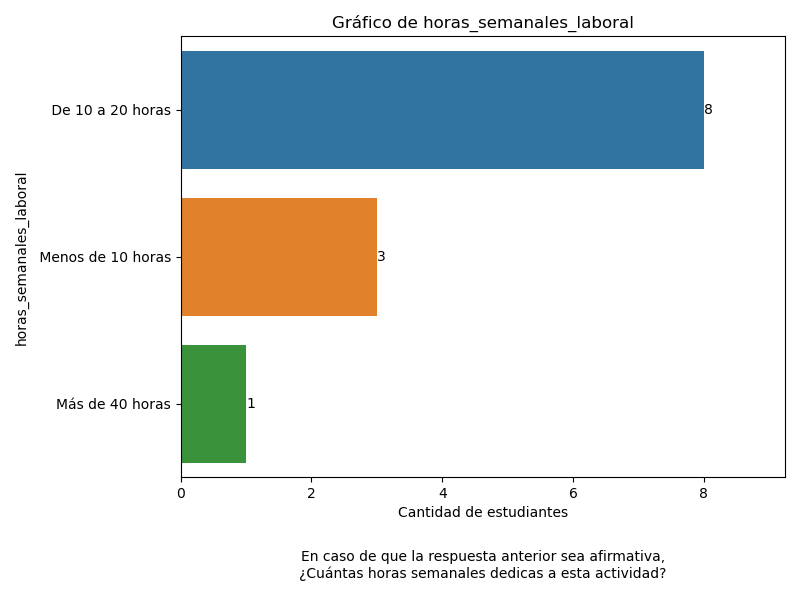 Gráfico de horas_semanales_laboral
horas_semanales_laboral
De 10 a 20 horas
8
Menos de 10 horas
3
Más de 40 horas
1
0 2 4 6 8
Cantidad de estudiantes
En caso de que la respuesta anterior sea afirmativa,
¿Cuántas horas semanales dedicas a esta actividad?